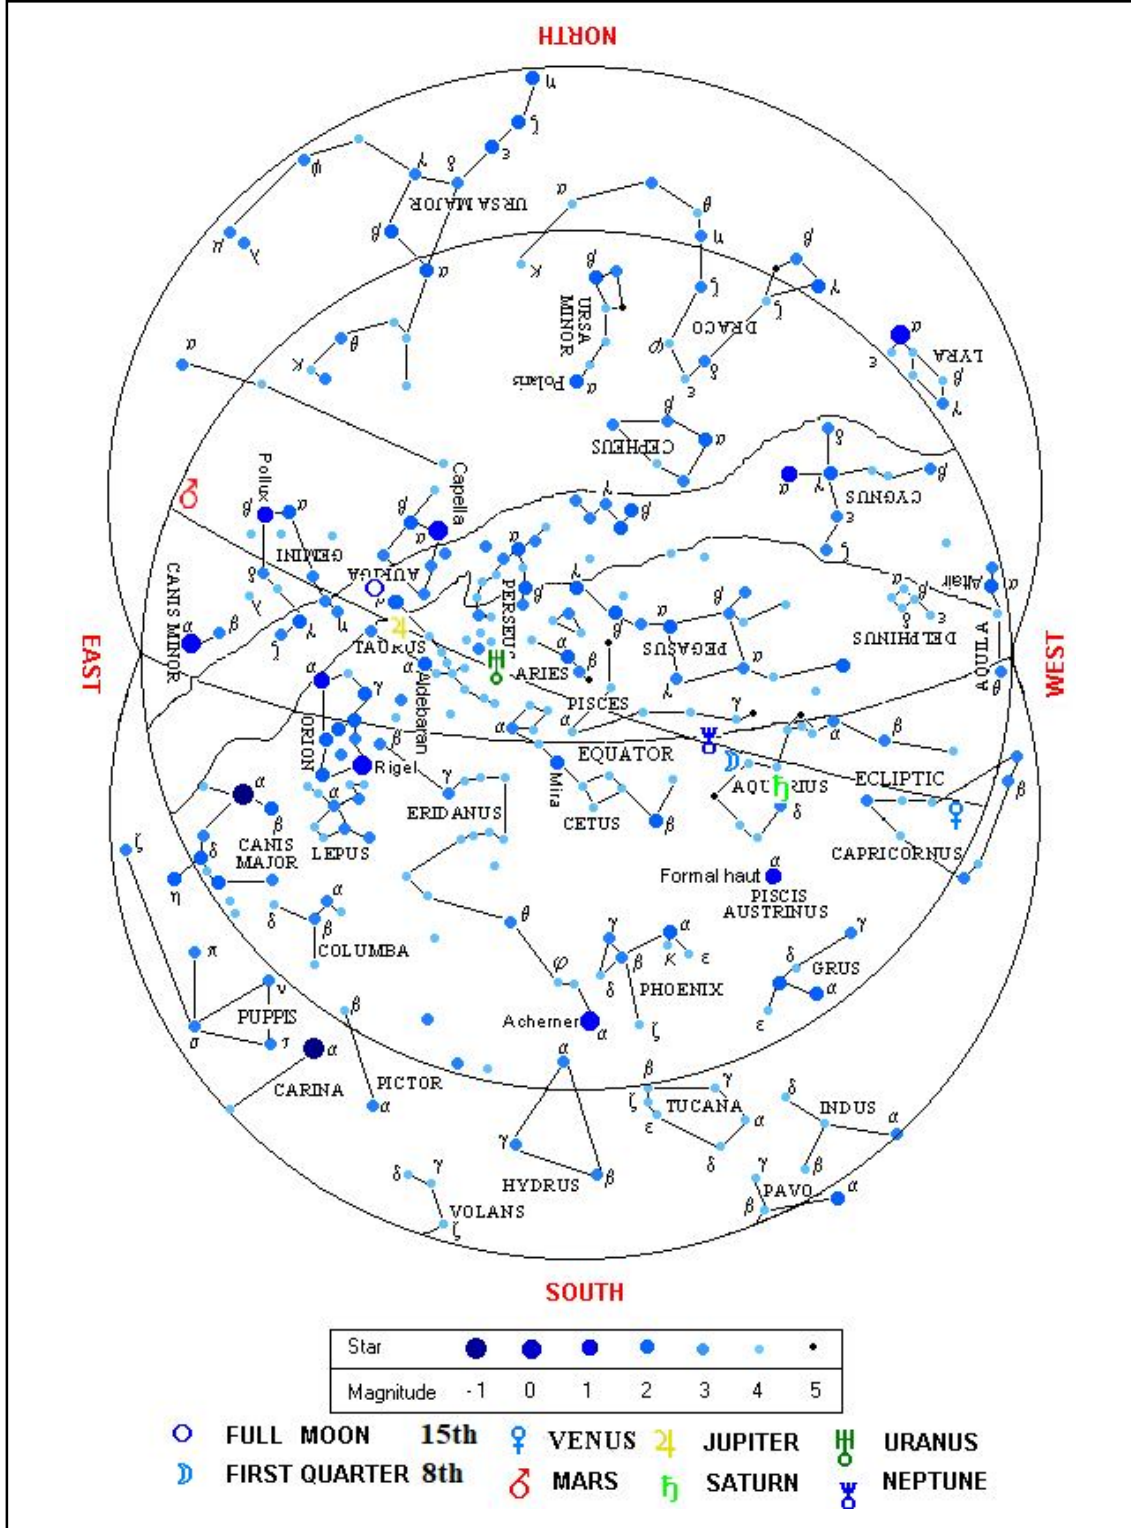 NORTH
η
ζ
ε
φ
γ
δ
URSA MAJOR
α
θ
β
μ
λ
η
κ
α
β
URSA MINOR
ζ
γ
DRACO
ζ
α
LYRA
ε
β
γ
α
θ
κ
φ
δ
ε
Polaris
α
β
α
CEPHEUS
δ
Pollux
β
α
Capella
β
α
γ
β
α
γ
CYGNUS
β
ε
ζ
GEMINI
AURIGA
γ
PERSEUS
β
γ
α
β
Altair
α
CANIS MINOR
α
β
δ
λ
ζ
γ
η
TAURUS
α
Aldebaran
ARIES
α
β
PEGASUS
γ
α
β
α
γ
δ
ε
DELPHINUS
AQUILA
θ
EAST
WEST
α
γ
ORION
β
Rigel
PISCES
α
γ
α
EQUATOR
Mira
α
β
AQUARIUS
δ
ECLIPTIC
β
CAPRICORNUS
α
β
CANIS MAJOR
δ
η
α
LEPUS
γ
ERIDANUS
CETUS
β
ζ
Formal haut
α
PISCIS AUSTRINUS
α
δ
β
COLUMBA
θ
γ
α
β
κ
ε
δ
PHOENIX
ζ
γ
δ
GRUS
α
ε
π
ν
PUPPIS
σ
τ
β
φ
Acherner
α
α
CARINA
PICTOR
α
α
γ
HYDRUS
β
β
γ
ζ
TUCANA
ε
α
δ
δ
INDUS
α
β
γ
PAVO
α
β
δ
γ
VOLANS
ζ
SOUTH
Star
Magnitude -1 0 1 2 3 4 5
FULL MOON 15th VENUS JUPITER URANUS
FIRST QUARTER 8th MARS SATURN NEPTUNE